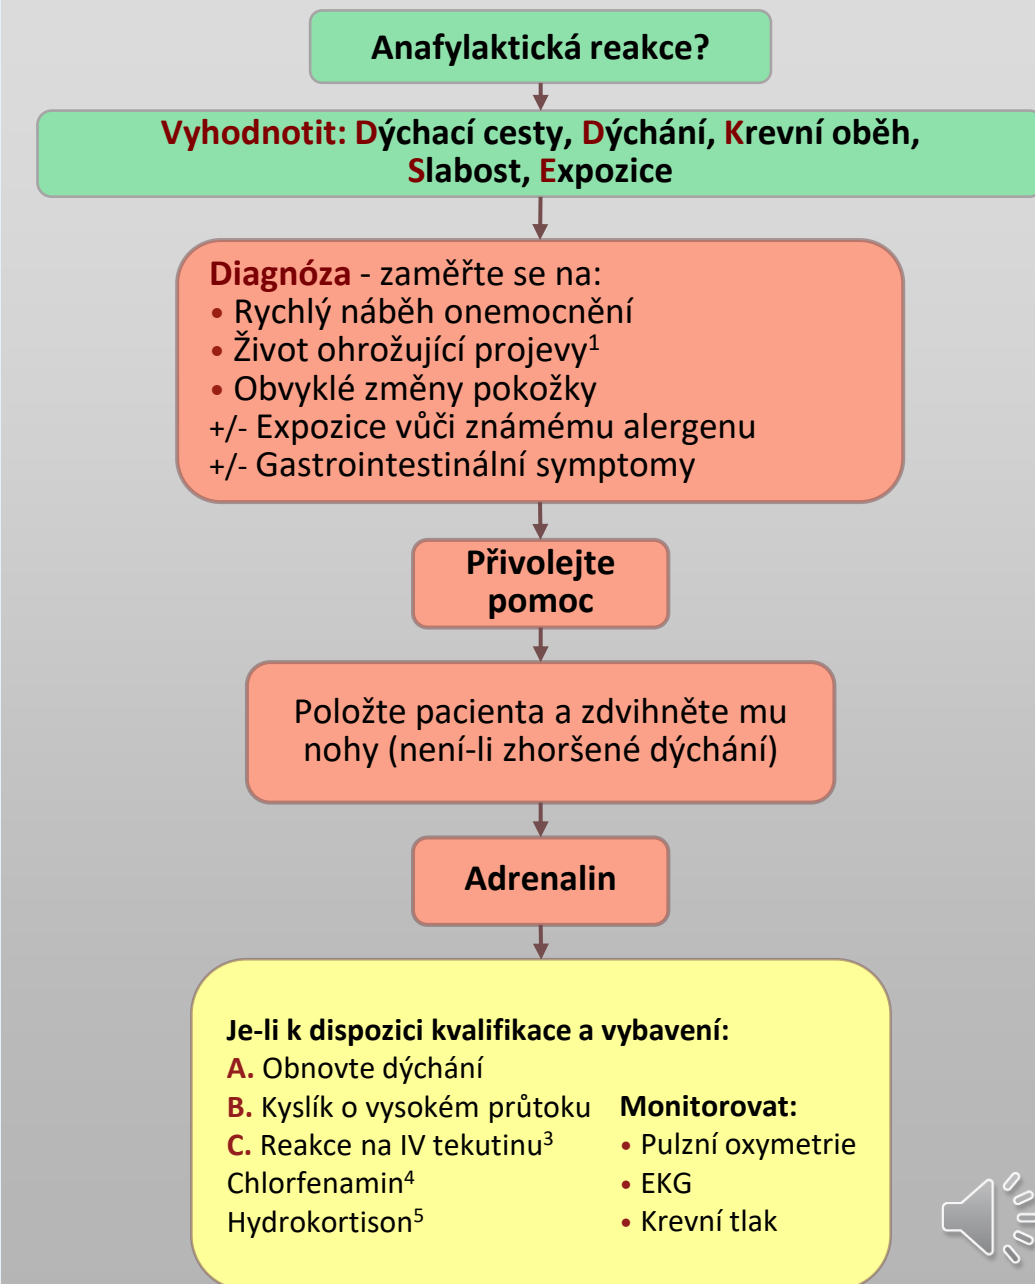 Anafylaktická reakce?
Vyhodnotit: Dýchací cesty, Dýchání, Krevní oběh,
Slabost, Expozice
Diagnóza - zaměřte se na:
• Rychlý náběh onemocnění
• Život ohrožující projevy¹
• Obvyklé změny pokožky
+/- Expozice vůči známému alergenu
+/- Gastrointestinální symptomy
Přivolejte
pomoc
Položte pacienta a zdvihněte mu
nohy (není-li zhoršené dýchání)
Adrenalin
Je-li k dispozici kvalifikace a vybavení:
A. Obnovte dýchání
B. Kyslík o vysokém průtoku
C. Reakce na IV tekutinu³
Chlorfenamin⁴
Hydrokortison⁵
Monitorovat:
• Pulzní oxymetrie
• EKG
• Krevní tlak